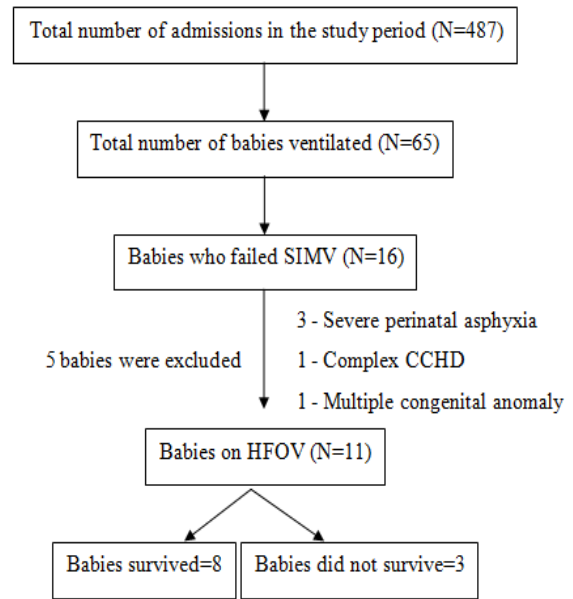 Total number of admissions in the study period (N=487)
Total number of babies ventilated (N=65)
Babies who failed SIMV (N=16)
5 babies were excluded
3 - Severe perinatal asphyxia
1 - Complex CCHD
1 - Multiple congenital anomaly
Babies on HFOV (N=11)
Babies survived=8
Babies did not survive=3